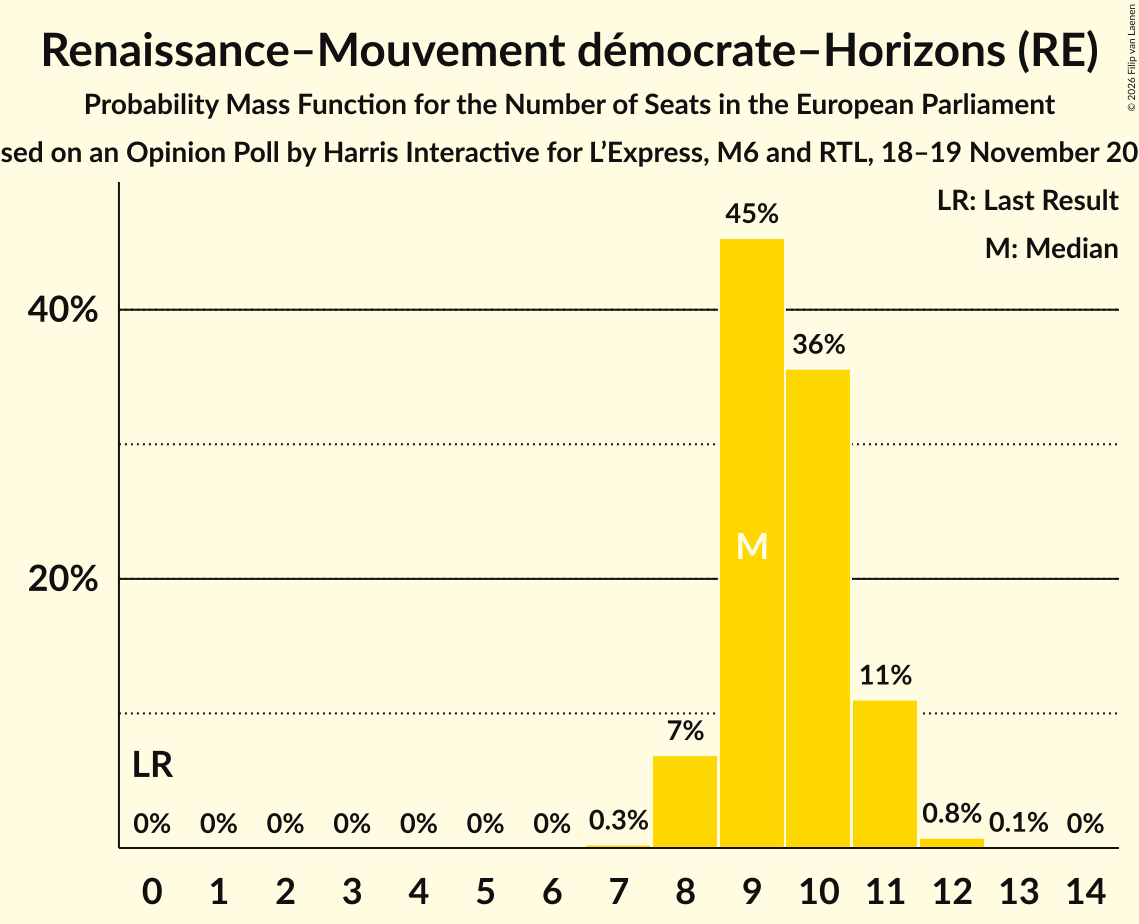 Renaissance–Mouvement démocrate–Horizons (RE)
Probability Mass Function for the Number of Seats in the European Parliament
sed on an Opinion Poll by Harris Interactive for L’Express, M6 and RTL, 18–19 November 20
© 2026 Filip van Laenen
LR: Last Result
M: Median
45%
40%
36%
M
20%
11%
7%
LR
0% 0% 0% 0% 0% 0% 0% 0.3% 0.8% 0.1% 0%
0 1 2 3 4 5 6 7 8 9 10 11 12 13 14